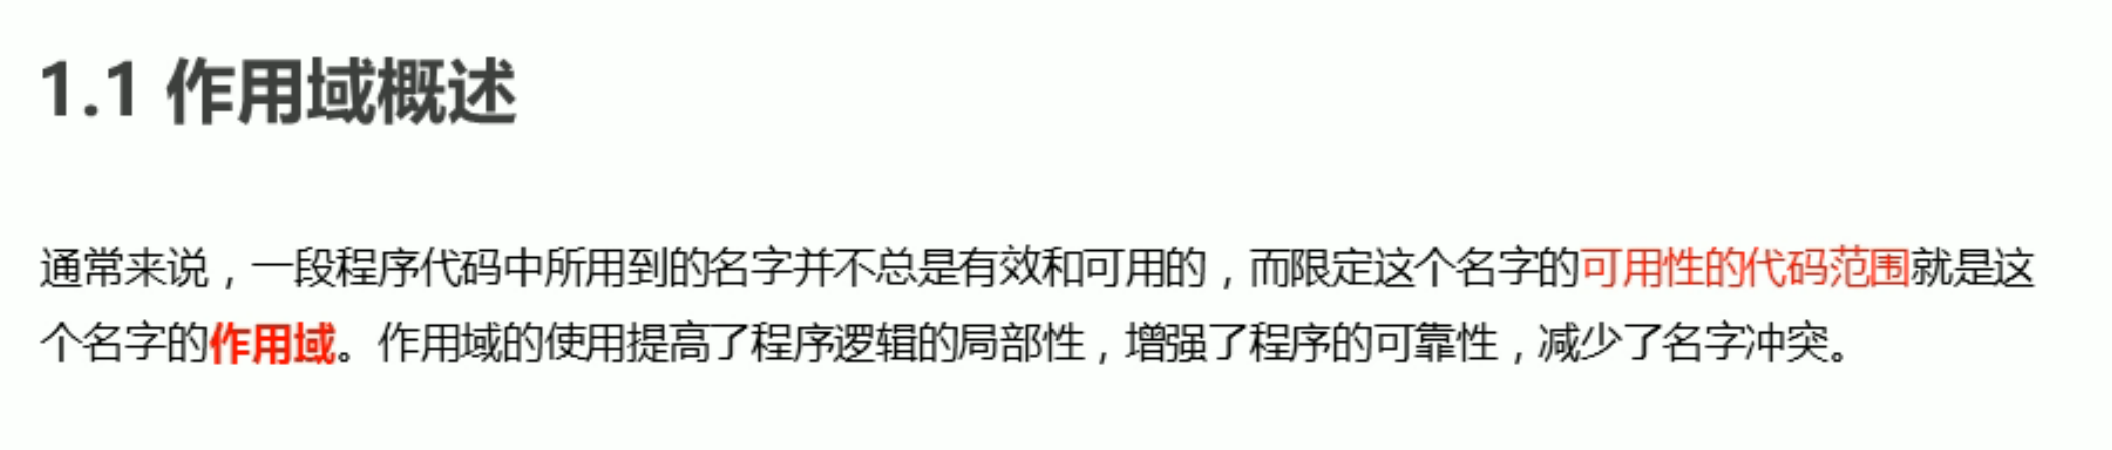 1.1 作用域概述
通常来说，一段程序代码中所用到的名字并不总是有效和可用的，而限定这个名字的可用性的代码范围就是这
个名字的作用域。作用域的使用提高了程序逻辑的局部性，增强了程序的可靠性，减少了名字冲突。